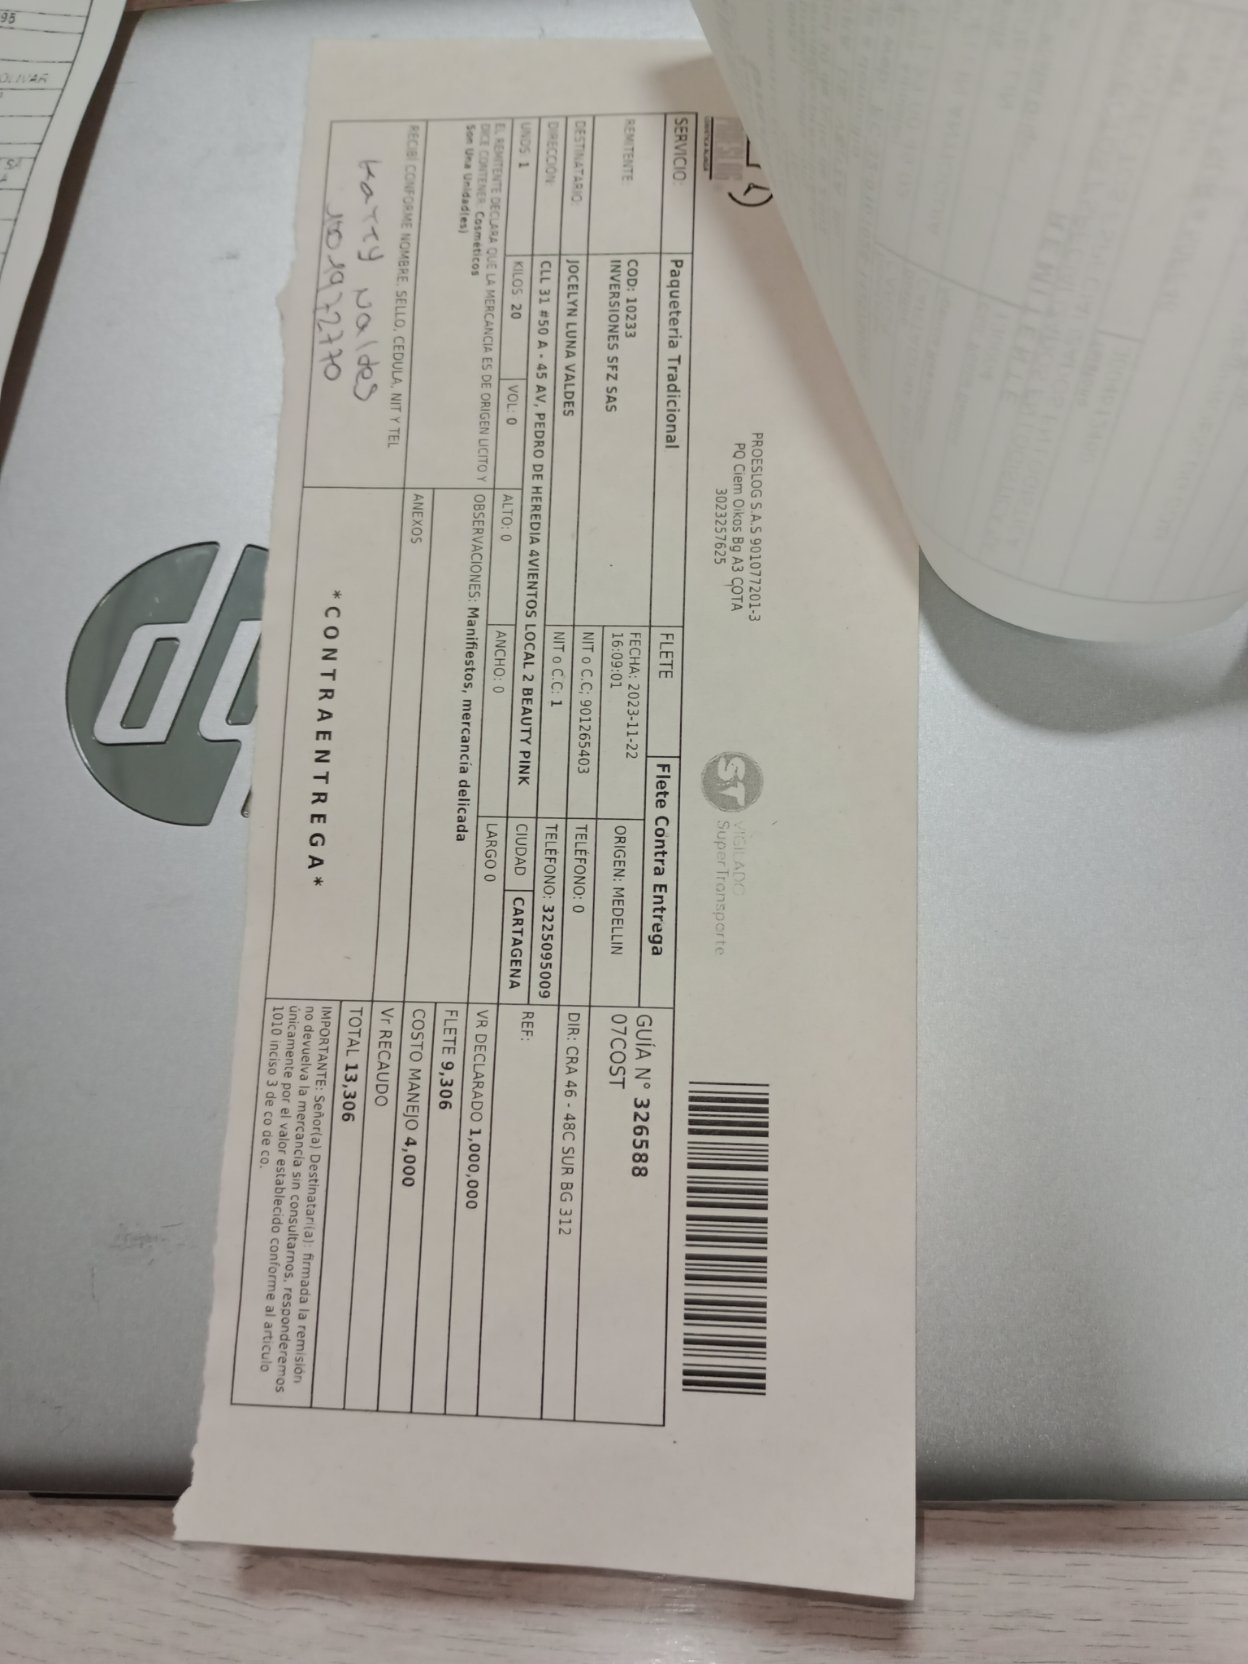 PROESLOG S.A.S 901077201-3
PQ Ciem Oikos Bg A3 COTA
3023257625
VIGILADO
SuperTransporte
SERVICIO: Paqueteria Tradicional FLETE Flete Contra Entrega GUÍA N° 326588
07COST
REMITENTE COD: 10233
INVERSIONES SFZ SAS
FECHA: 2023-11-22
16:09:01
ORIGEN: MEDELLIN
NIT o C.C: 901265403 TELÉFONO: 0 DIR: CRA 46 - 48C SUR BG 312
DESTINATARIO: JOCELYN LUNA VALDES NIT o C.C: 1 TELÉFONO: 3225095009 REF:
DIRECCIÓN: CLL 31 #50 A - 45 AV, PEDRO DE HEREDIA 4VIENTOS LOCAL 2 BEAUTY PINK CIUDAD CARTAGENA
UNDS: 1 KILOS 20 VOL: 0 ALTO: 0 ANCHO: 0 LARGO 0 VR DECLARADO 1,000,000
EL REMITENTE DECLARA QUE LA MERCANCIA ES DE ORIGEN LICITO Y
DICE CONTENER: Cosméticos
Son Una Unidad(es)
OBSERVACIONES: Manifiestos, mercancía delicada
FLETE 9,306
COSTO MANEJO 4,000
RECIBÍ CONFORME NOMBRE, SELLO, CEDULA, NIT Y TEL
ANEXOS
Vr RECAUDO
TOTAL 13,306
Valdes
*CONTRAENTREGA*
IMPORTANTE: Señor(a) Destinatari(a): firmada la remisión
no devuelva la mercancía sin consultarnos, responderemos
únicamente por el valor establecido conforme al articulo
1010 inciso 3 de co de co.
hp
95